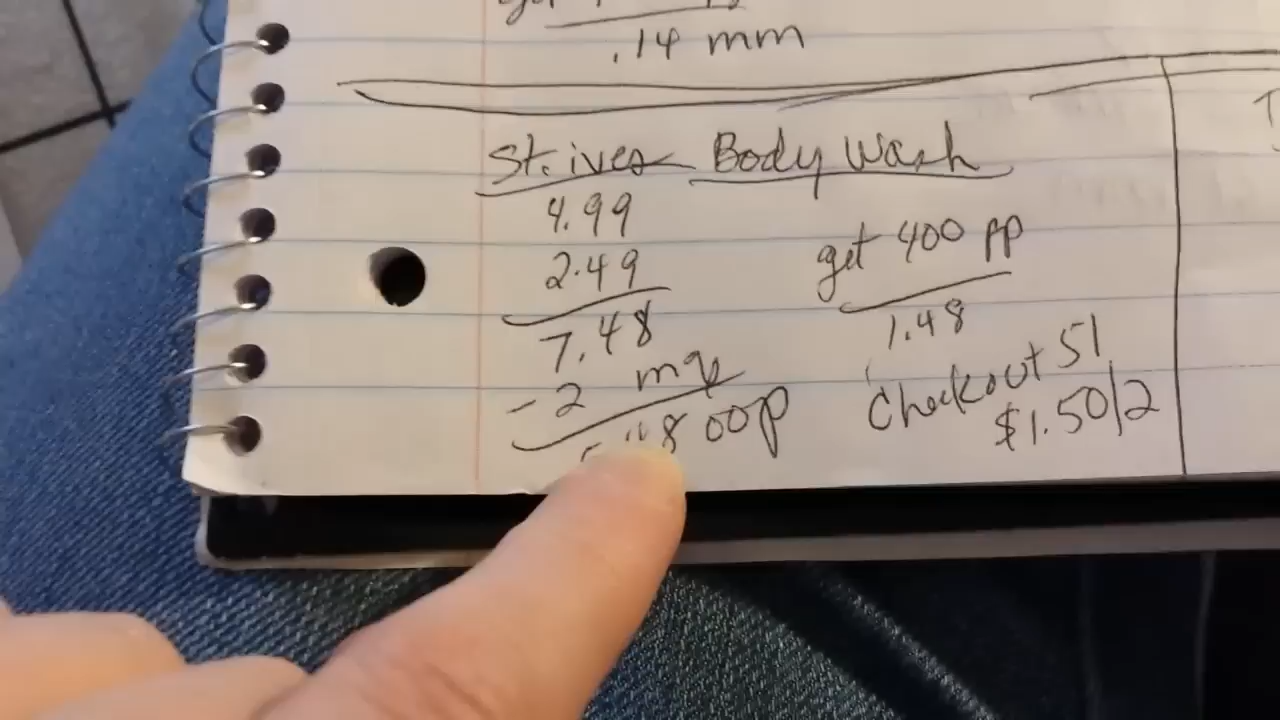 .14 mm
St. ives Body Wash
4.99
2.49
7.48
- 2 mq
8 oop
get 400 pp
1.48
Checkout 51
$1.50/2